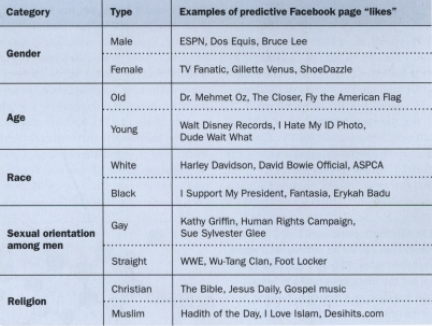 Category Type Examples of predictive Facebook page “likes”
Gender
Male ESPN, Dos Equis, Bruce Lee
Female TV Fanatic, Gillette Venus, ShoeDazzle
Age
Old Dr. Mehmet Oz, The Closer, Fly the American Flag
Young Walt Disney Records, I Hate My ID Photo,
Dude Wait What
Race
White Harley Davidson, David Bowie Official, ASPCA
Black I Support My President, Fantasia, Erykah Badu
Sexual orientation
among men
Gay Kathy Griffin, Human Rights Campaign,
Sue Sylvester Glee
Straight WWE, Wu-Tang Clan, Foot Locker
Religion
Christian The Bible, Jesus Daily, Gospel music
Muslim Hadith of the Day, I Love Islam, Desihits.com